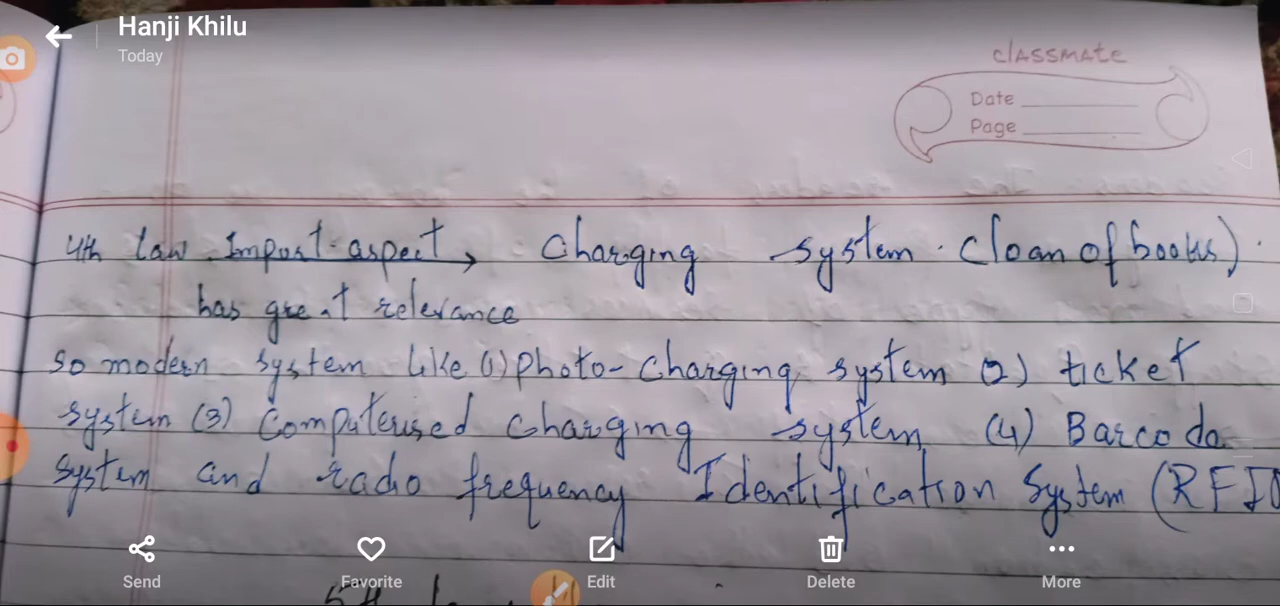 Hanji Khilu
Today
classmate
Date
Page
4th law Impost aspect → Charging system (loan of books).
has great relevance
so modern system like (1) photo-charging system 2) ticket
system (3) Computerised charging system (4) Barcode
system and radio frequency Identification system (RFID
Send Favorite Edit Delete More